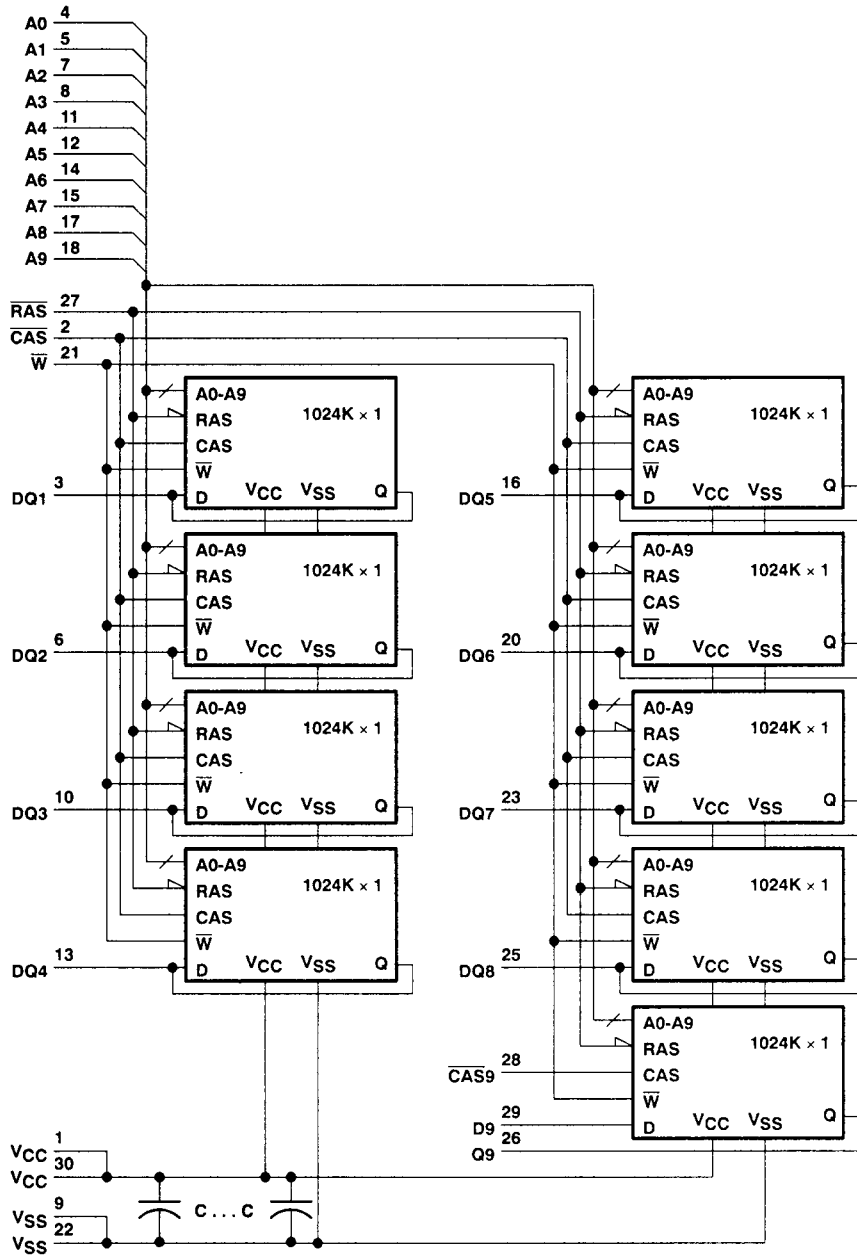 A0 4
A1 5
A2 7
A3 8
A4 11
A5 12
A6 14
A7 15
A8 17
A9 18
RAS 27
CAS 2
W 21
A0-A9
RAS 1024K × 1
CAS
W
DQ1 3 D VCC VSS Q
A0-A9
RAS 1024K × 1
CAS
W
DQ2 6 D VCC VSS Q
A0-A9
RAS 1024K × 1
CAS
W
DQ3 10 D VCC VSS Q
A0-A9
RAS 1024K × 1
CAS
W
DQ4 13 D VCC VSS Q
A0-A9
RAS 1024K × 1
CAS
W
DQ5 16 D VCC VSS Q
A0-A9
RAS 1024K × 1
CAS
W
DQ6 20 D VCC VSS Q
A0-A9
RAS 1024K × 1
CAS
W
DQ7 23 D VCC VSS Q
A0-A9
RAS 1024K × 1
CAS
W
DQ8 25 D VCC VSS Q
A0-A9
RAS 1024K × 1
CAS9 28 CAS
W
D9 29 D VCC VSS Q
Q9 26
VCC 1
VCC 30
C . . . C
VSS 9
VSS 22